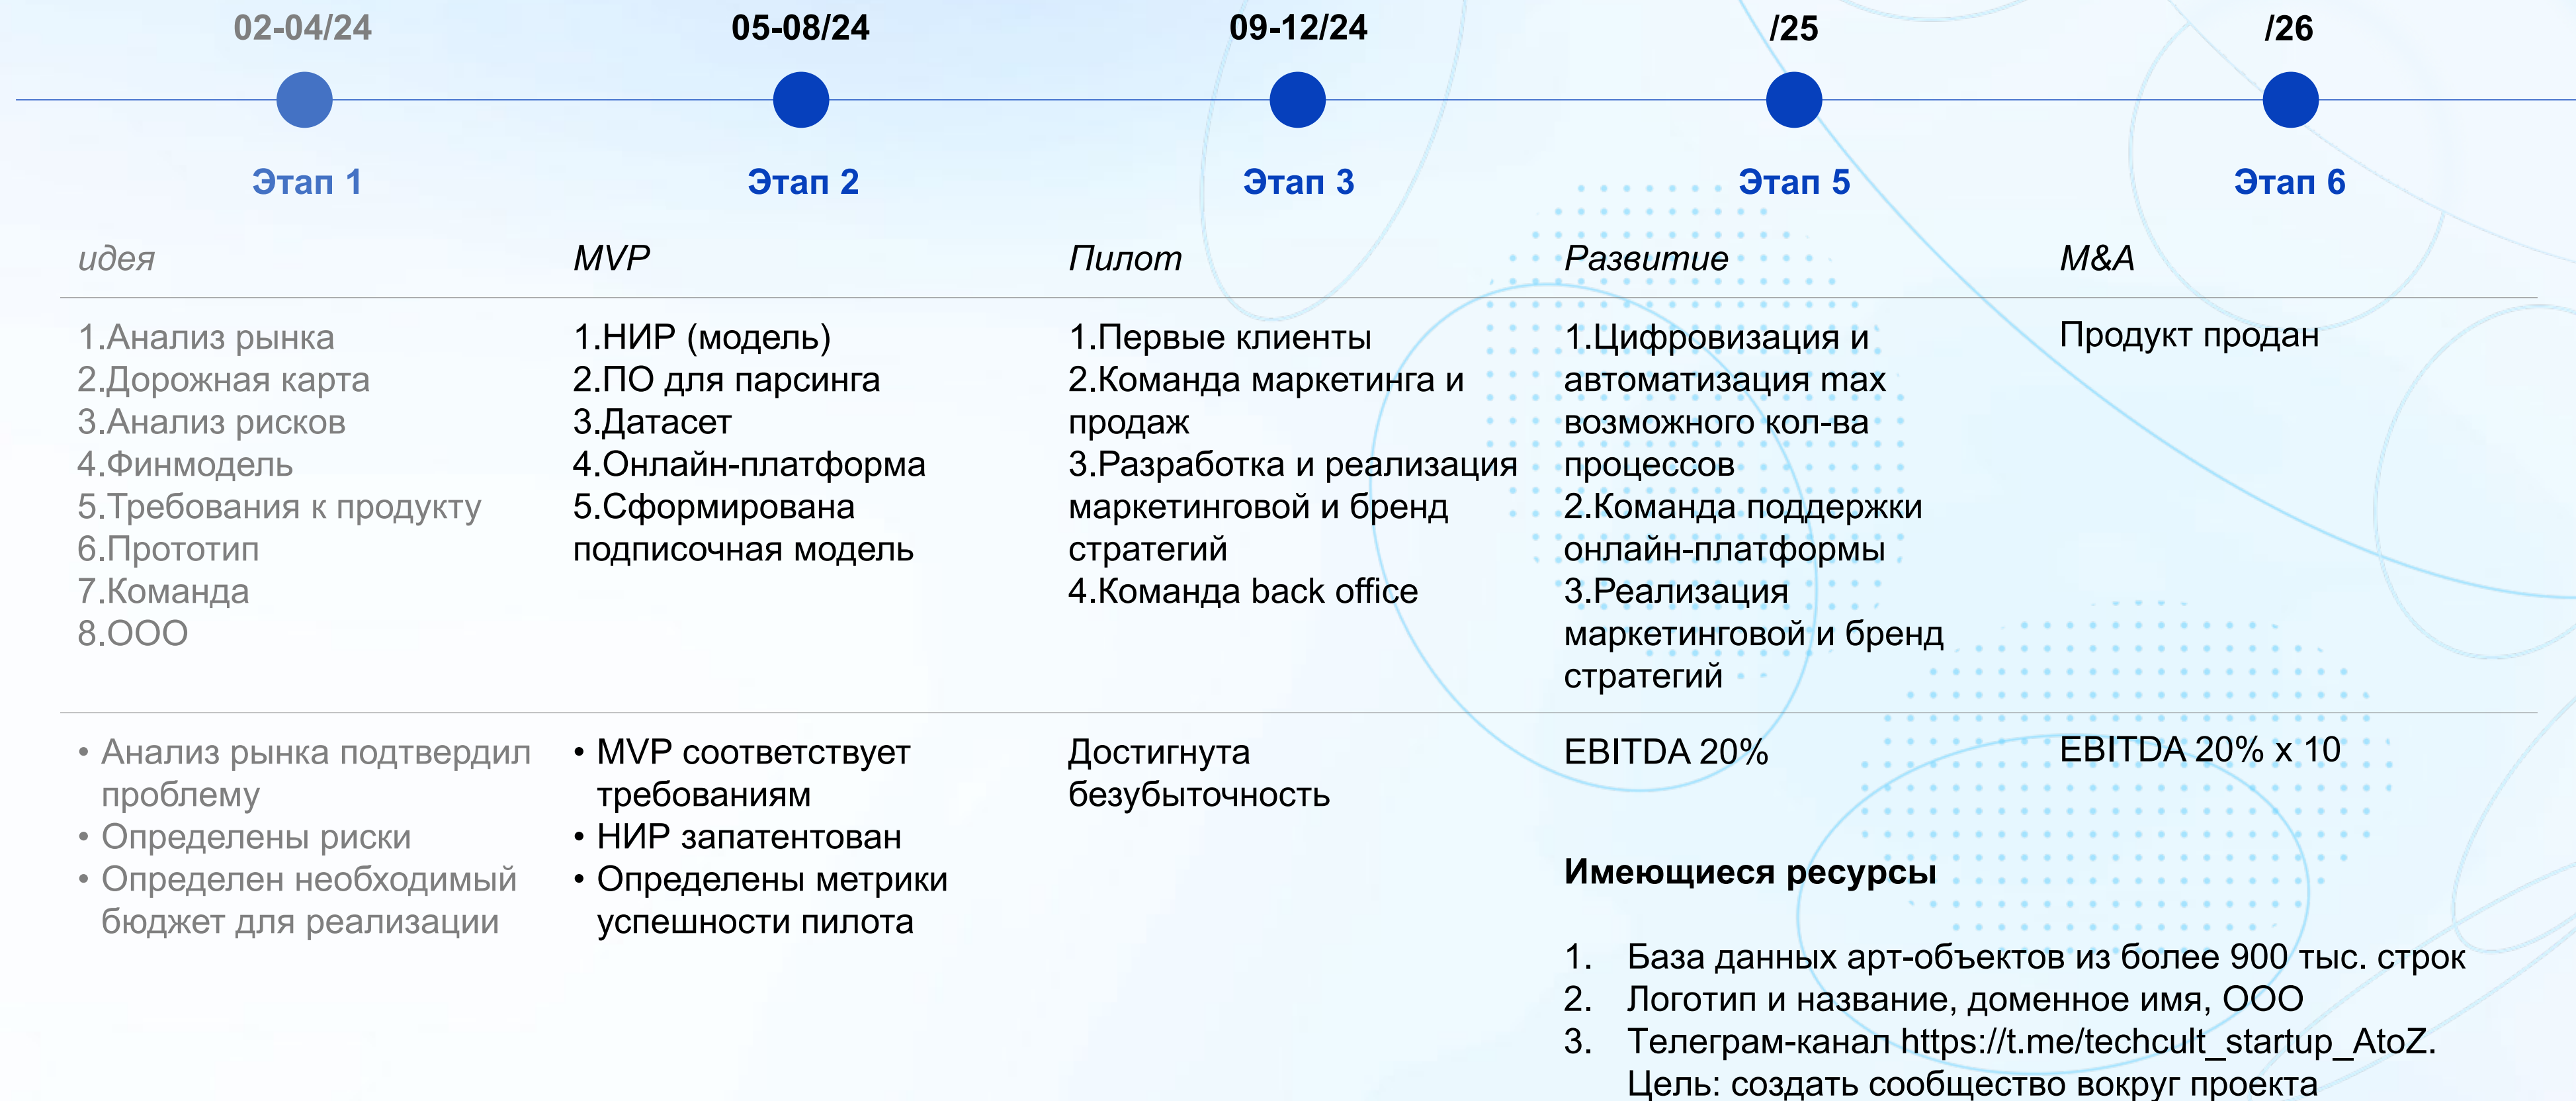 02-04/24
05-08/24
09-12/24
/25
/26
Этап 1
Этап 2
Этап 3
Этап 5
Этап 6
идея
MVP
Пилот
Развитие
M&A
1.Анализ рынка
2.Дорожная карта
3.Анализ рисков
4.Финмодель
5.Требования к продукту
6.Прототип
7.Команда
8.ООО
1.НИР (модель)
2.ПО для парсинга
3.Датасет
4.Онлайн-платформа
5.Сформирована
подписочная модель
1.Первые клиенты
2.Команда маркетинга и
продаж
3.Разработка и реализация
маркетинговой и бренд
стратегий
4.Команда back office
1.Цифровизация и
автоматизация max
возможного кол-ва
процессов
2.Команда поддержки
онлайн-платформы
3.Реализация
маркетинговой и бренд
стратегий
Продукт продан
• Анализ рынка подтвердил
проблему
• Определены риски
• Определен необходимый
бюджет для реализации
• MVP соответствует
требованиям
• НИР запатентован
• Определены метрики
успешности пилота
Достигнута
безубыточность
EBITDA 20%
EBITDA 20% x 10
Имеющиеся ресурсы
1. База данных арт-объектов из более 900 тыс. строк
2. Логотип и название, доменное имя, ООО
3. Телеграм-канал https://t.me/techcult_startup_AtoZ.
Цель: создать сообщество вокруг проекта